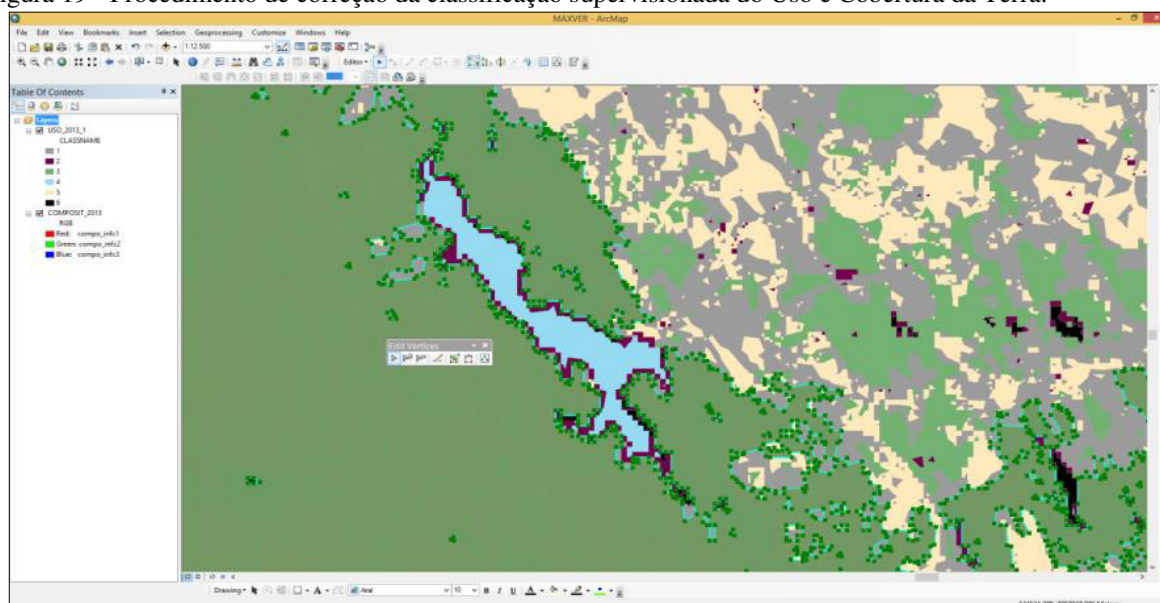 Figura 19 - Procedimento de correção da classificação supervisionada do Uso e Cobertura da Terra.
MAXVER - ArcMap
File Edit View Bookmarks Insert Selection Geoprocessing Customize Windows Help
1:12.500
Editor
Table Of Contents
Layers
USO_2013_1
CLASSNAME
1
2
3
4
5
6
COMPOSIT_2013
RGB
Red: compo_infc1
Green: compo_infc2
Blue: compo_infc3
Edit Vertices
Drawing
A
Arial
10
B I U A